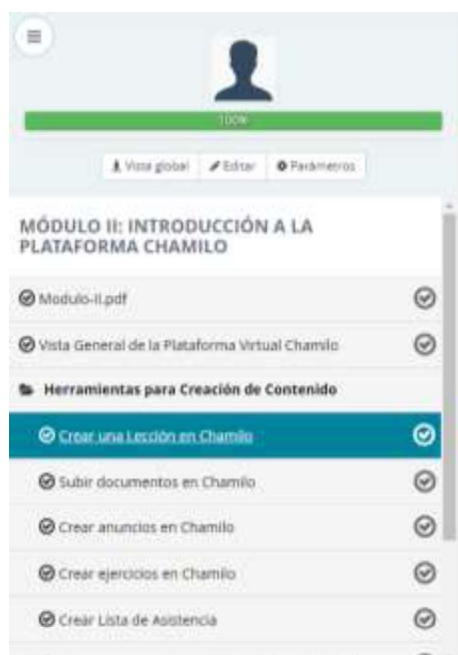 100%
Vista global Editar Parámetros
MÓDULO II: INTRODUCCIÓN A LA
PLATAFORMA CHAMILO
Modulo-II.pdf
Vista General de la Plataforma Virtual Chamilo
Herramientas para Creación de Contenido
Crear una Lección en Chamilo
Subir documentos en Chamilo
Crear anuncios en Chamilo
Crear ejercicios en Chamilo
Crear Lista de Asistencia